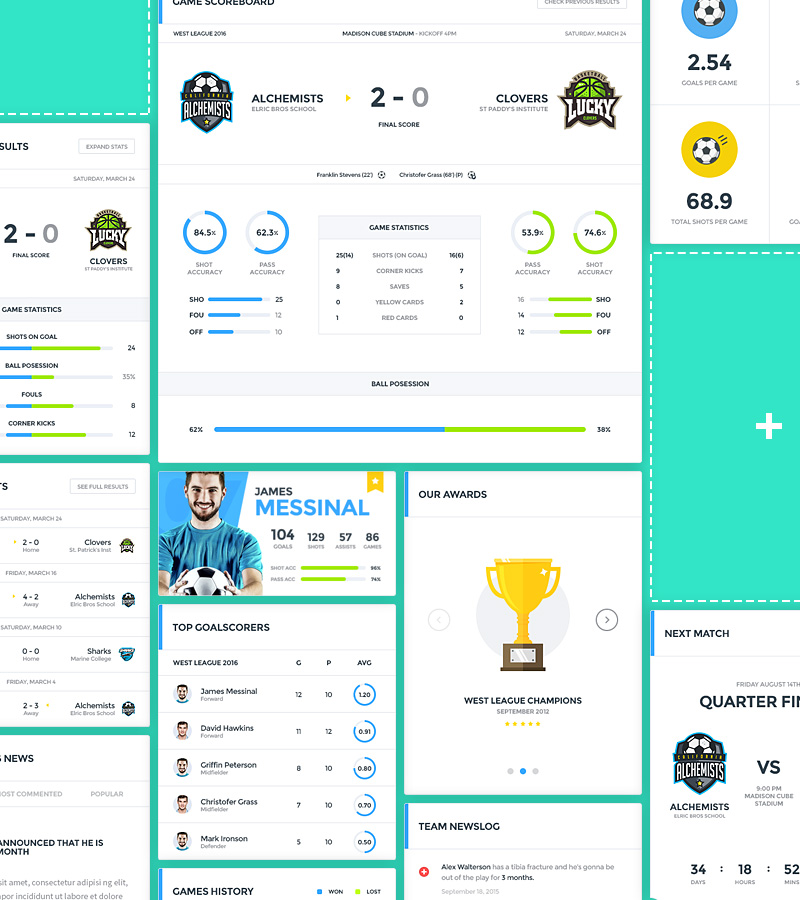 GAME SCOREBOARD
CHECK PREVIOUS RESULTS
WEST LEAGUE 2016
MADISON CUBE STADIUM - KICKOFF 4PM
SATURDAY, MARCH 24
CALIFORNIA
ALCHEMISTS
ALCHEMISTS
ELRIC BROS SCHOOL
2 - 0
FINAL SCORE
CLOVERS
ST PADDY'S INSTITUTE
BASKETBALL
LUCKY
CLOVERS
Franklin Stevens (22')
Christofer Grass (68') (P)
84.5%
SHOT
ACCURACY
62.3%
PASS
ACCURACY
SHO 25
FOU 12
OFF 10
GAME STATISTICS
25(14) SHOTS (ON GOAL) 16(6)
9 CORNER KICKS 7
8 SAVES 5
0 YELLOW CARDS 2
1 RED CARDS 0
53.9%
PASS
ACCURACY
74.6%
SHOT
ACCURACY
16 SHO
14 FOU
12 OFF
BALL POSESSION
62% 38%
SULTS
EXPAND STATS
SATURDAY, MARCH 24
2 - 0
FINAL SCORE
LUCKY
CLOVERS
ST PADDY'S INSTITUTE
GAME STATISTICS
SHOTS ON GOAL
24
BALL POSESSION
35%
FOULS
8
CORNER KICKS
12
TS
SEE FULL RESULTS
SATURDAY, MARCH 24
2 - 0
Home
Clovers
St. Patrick's Inst
FRIDAY, MARCH 16
4 - 2
Away
Alchemists
Elric Bros School
SATURDAY, MARCH 10
0 - 0
Home
Sharks
Marine College
FRIDAY, MARCH 4
2 - 3
Away
Alchemists
Elric Bros School
G NEWS
OST COMMENTED
POPULAR
ANNOUNCED THAT HE IS
MONTH
sit amet, consectetur adipisi ng elit,
por incididunt ut labore et dolore
JAMES
MESSINAL
104
GOALS
129
SHOTS
57
ASSISTS
86
GAMES
SHOT ACC 96%
PASS ACC 74%
TOP GOALSCORERS
WEST LEAGUE 2016 G P AVG
James Messinal 12 10 1.20
Forward
David Hawkins 11 12 0.91
Forward
Griffin Peterson 8 10 0.80
Midfielder
Christofer Grass 7 10 0.70
Midfielder
Mark Ironson 5 10 0.50
Defender
GAMES HISTORY
WON
LOST
OUR AWARDS
WEST LEAGUE CHAMPIONS
SEPTEMBER 2012
TEAM NEWSLOG
Alex Walterson has a tibia fracture and he's gonna be
out of the play for 3 months.
September 18, 2015
2.54
GOALS PER GAME
S
68.9
TOTAL SHOTS PER GAME
GO
+
NEXT MATCH
FRIDAY AUGUST 14TH
QUARTER FIN
CALIFORNIA
ALCHEMISTS
ALCHEMISTS
ELRIC BROS SCHOOL
VS
9:00 PM
MADISON CUBE
STADIUM
34 : 18 : 52
DAYS HOURS MINS